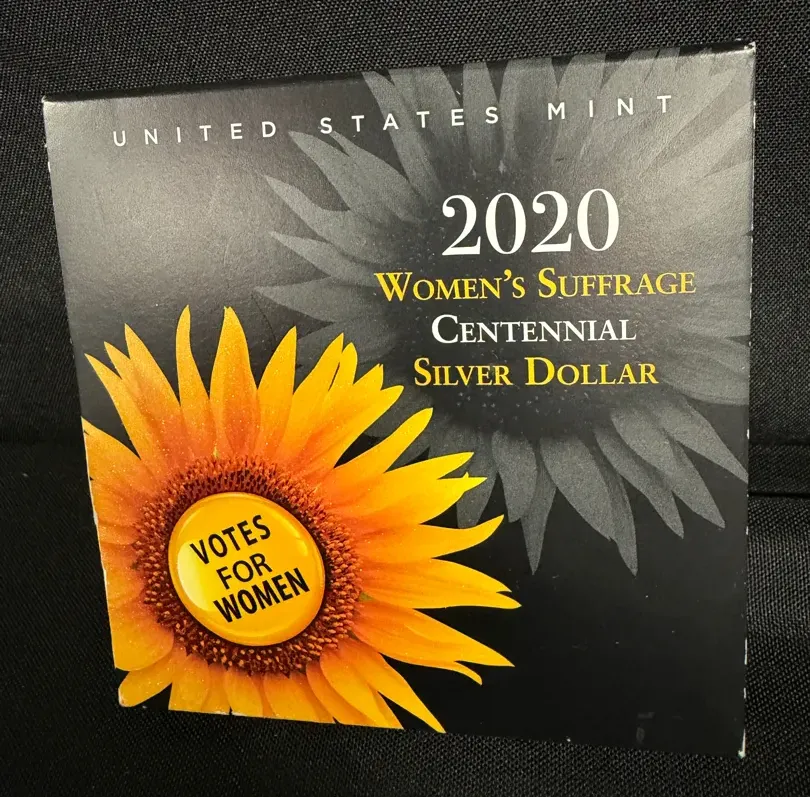 UNITED STATES MINT
2020
WOMEN'S SUFFRAGE
CENTENNIAL
SILVER DOLLAR
VOTES
FOR
WOMEN